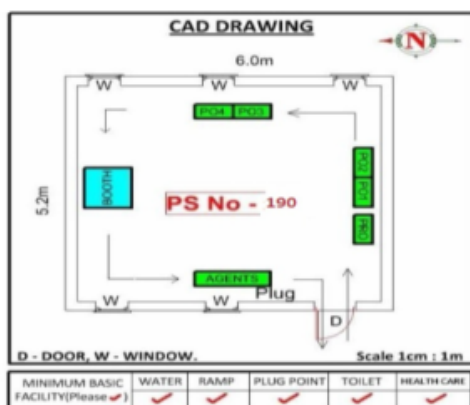 CAD DRAWING
N
6.0m
W W W
PO4 PO3
5.2m
BOOTH
PO2 PO1
PRO
PS No - 190
AGENTS
Plug
W W
D
D - DOOR, W - WINDOW.
Scale 1cm : 1m
MINIMUM BASIC FACILITY(Please ✓)
WATER
RAMP
PLUG POINT
TOILET
HEALTH CARE
✓ ✓ ✓ ✓ ✓